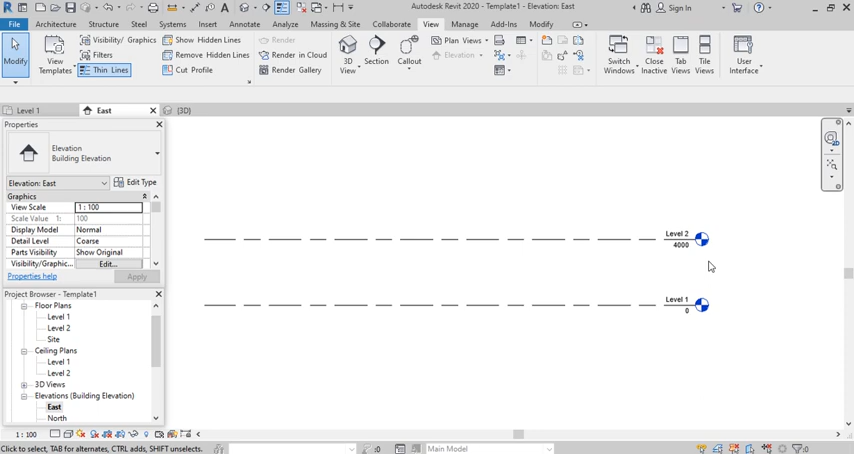 Autodesk Revit 2020 - Template1 - Elevation: East
Sign In
File Architecture Structure Steel Systems Insert Annotate Analyze Massing & Site Collaborate View Manage Add-Ins Modify
Modify
View Templates
Visibility/ Graphics
Filters
Thin Lines
Show Hidden Lines
Remove Hidden Lines
Cut Profile
Render
Render in Cloud
Render Gallery
3D View
Section
Callout
Plan Views
Elevation
Switch Windows
Close Inactive
Tab Views
Tile Views
User Interface
Level 1
East
(3D)
Properties
Elevation
Building Elevation
Elevation: East
Edit Type
Graphics
View Scale 1 : 100
Scale Value 1: 100
Display Model Normal
Detail Level Coarse
Parts Visibility Show Original
Visibility/Graphic... Edit...
Properties help
Apply
Project Browser - Template1
Floor Plans
Level 1
Level 2
Site
Ceiling Plans
Level 1
Level 2
3D Views
Elevations (Building Elevation)
East
North
Level 2
4000
Level 1
0
2D
1 : 100
Click to select, TAB for alternates, CTRL adds, SHIFT unselects.
:0
Main Model
:0